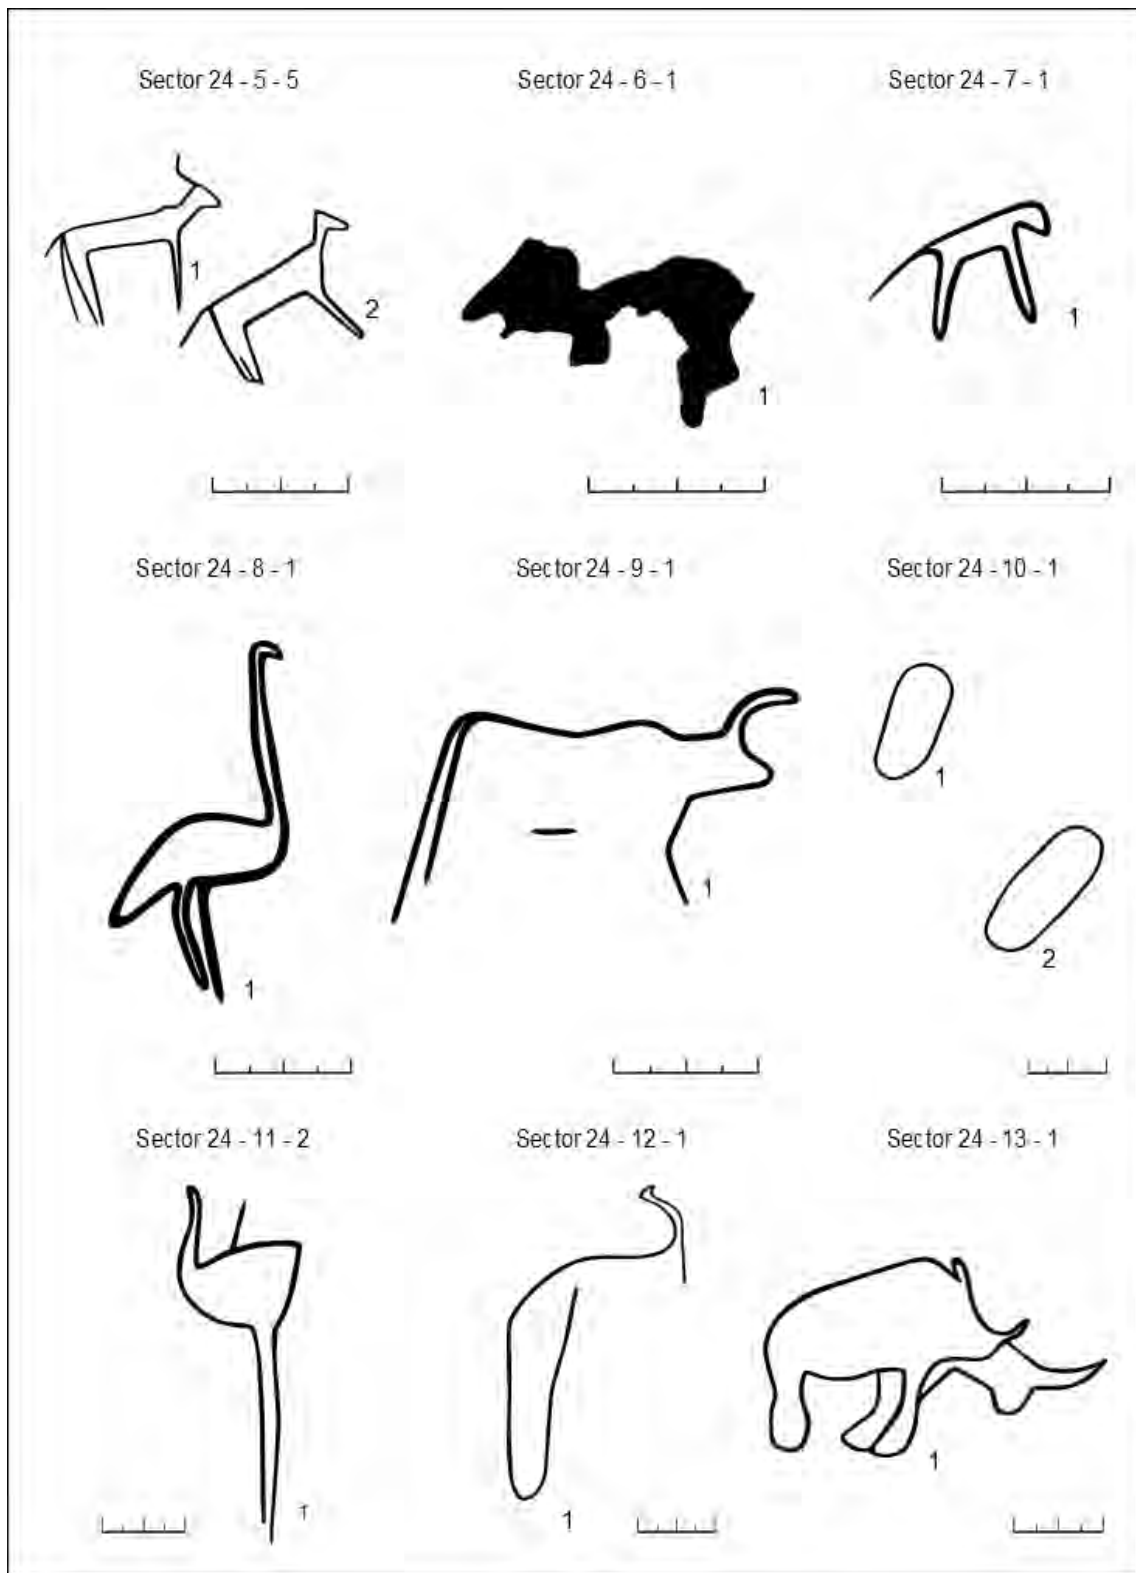 Sector 24 - 5 - 5
Sector 24 - 6 - 1
Sector 24 - 7 - 1
1
2
1
1
Sector 24 - 8 - 1
Sector 24 - 9 - 1
Sector 24 - 10 - 1
1
1
1
2
Sector 24 - 11 - 2
Sector 24 - 12 - 1
Sector 24 - 13 - 1
1
1
1